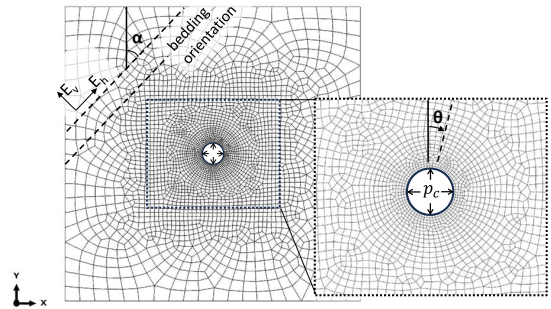 α
bedding
orientation
E_v
E_h
θ
p_c
Y
X